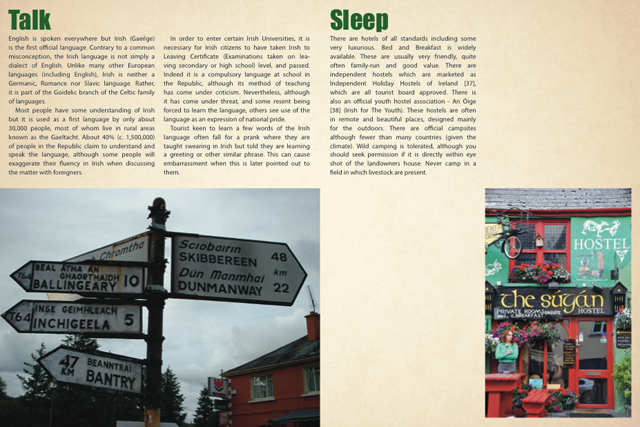 Talk
English is spoken everywhere but Irish (Gaeilge)
is the first official language. Contrary to a common
misconception, the Irish language is not simply a
dialect of English. Unlike many other European
languages (including English), Irish is neither a
Germanic, Romance nor Slavic language. Rather,
it is part of the Goidelic branch of the Celtic family
of languages.
Most people have some understanding of Irish
but it is used as a first language by only about
30,000 people, most of whom live in rural areas
known as the Gaeltacht. About 40% (c. 1,500,000)
of people in the Republic claim to understand and
speak the language, although some people will
exaggerate their fluency in Irish when discussing
the matter with foreigners.
In order to enter certain Irish Universities, it is
necessary for Irish citizens to have taken Irish to
Leaving Certificate (Examinations taken on lea-
ving secondary or high school) level, and passed.
Indeed it is a compulsory language at school in
the Republic, although its method of teaching
has come under criticism. Nevertheless, although
it has come under threat, and some resent being
forced to learn the language, others see use of the
language as an expression of national pride.
Tourist keen to learn a few words of the Irish
language often fall for a prank where they are
taught swearing in Irish but told they are learning
a greeting or other similar phrase. This can cause
embarrassment when this is later pointed out to
them.
Sleep
There are hotels of all standards including some
very luxurious. Bed and Breakfast is widely
available. These are usually very friendly, quite
often family-run and good value. There are
independent hostels which are marketed as
Independent Holiday Hostels of Ireland [37],
which are all tourist board approved. There is
also an official youth hostel association - An Óige
[38] (Irish for The Youth). These hostels are often
in remote and beautiful places, designed mainly
for the outdoors. There are official campsites
although fewer than many countries (given the
climate). Wild camping is tolerated, although you
should seek permission if it is directly within eye
shot of the landowners house. Never camp in a
field in which livestock are present.
Chromtha
Sciobairín
SKIBBEREEN 48
km
Dún Manmhaí
DUNMANWAY 22
T64
BEAL ATHA AN
GHAORTHAIDH
BALLINGEARY 10
T64
INSE GEIMHLEACH
INCHIGEELA 5
47
KM
BEANNTRAÍ
BANTRY
HOSTEL
the súgán
PRIVATE ROOMS
HOSTEL